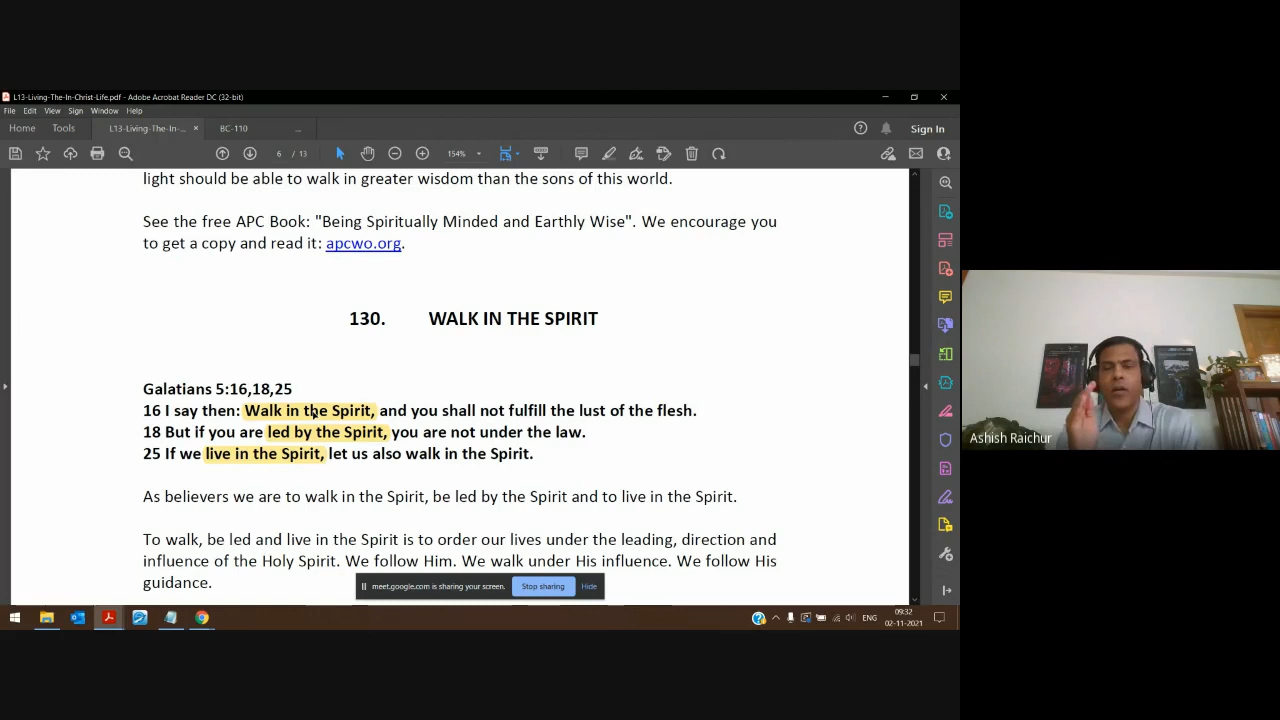 L13-Living-The-In-Christ-Life.pdf - Adobe Acrobat Reader DC (32-bit)
File Edit View Sign Window Help
Home Tools L13-Living-The-In-... × BC-110 ... Sign In
6 / 13 154%
light should be able to walk in greater wisdom than the sons of this world.
See the free APC Book: "Being Spiritually Minded and Earthly Wise". We encourage you
to get a copy and read it: apcwo.org.
130. WALK IN THE SPIRIT
Galatians 5:16,18,25
16 I say then: Walk in the Spirit, and you shall not fulfill the lust of the flesh.
18 But if you are led by the Spirit, you are not under the law.
25 If we live in the Spirit, let us also walk in the Spirit.
As believers we are to walk in the Spirit, be led by the Spirit and to live in the Spirit.
To walk, be led and live in the Spirit is to order our lives under the leading, direction and
influence of the Holy Spirit. We follow Him. We walk under His influence. We follow His
guidance.
meet.google.com is sharing your screen. Stop sharing Hide
ENG 09:32
02-11-2021
Ashish Raichur